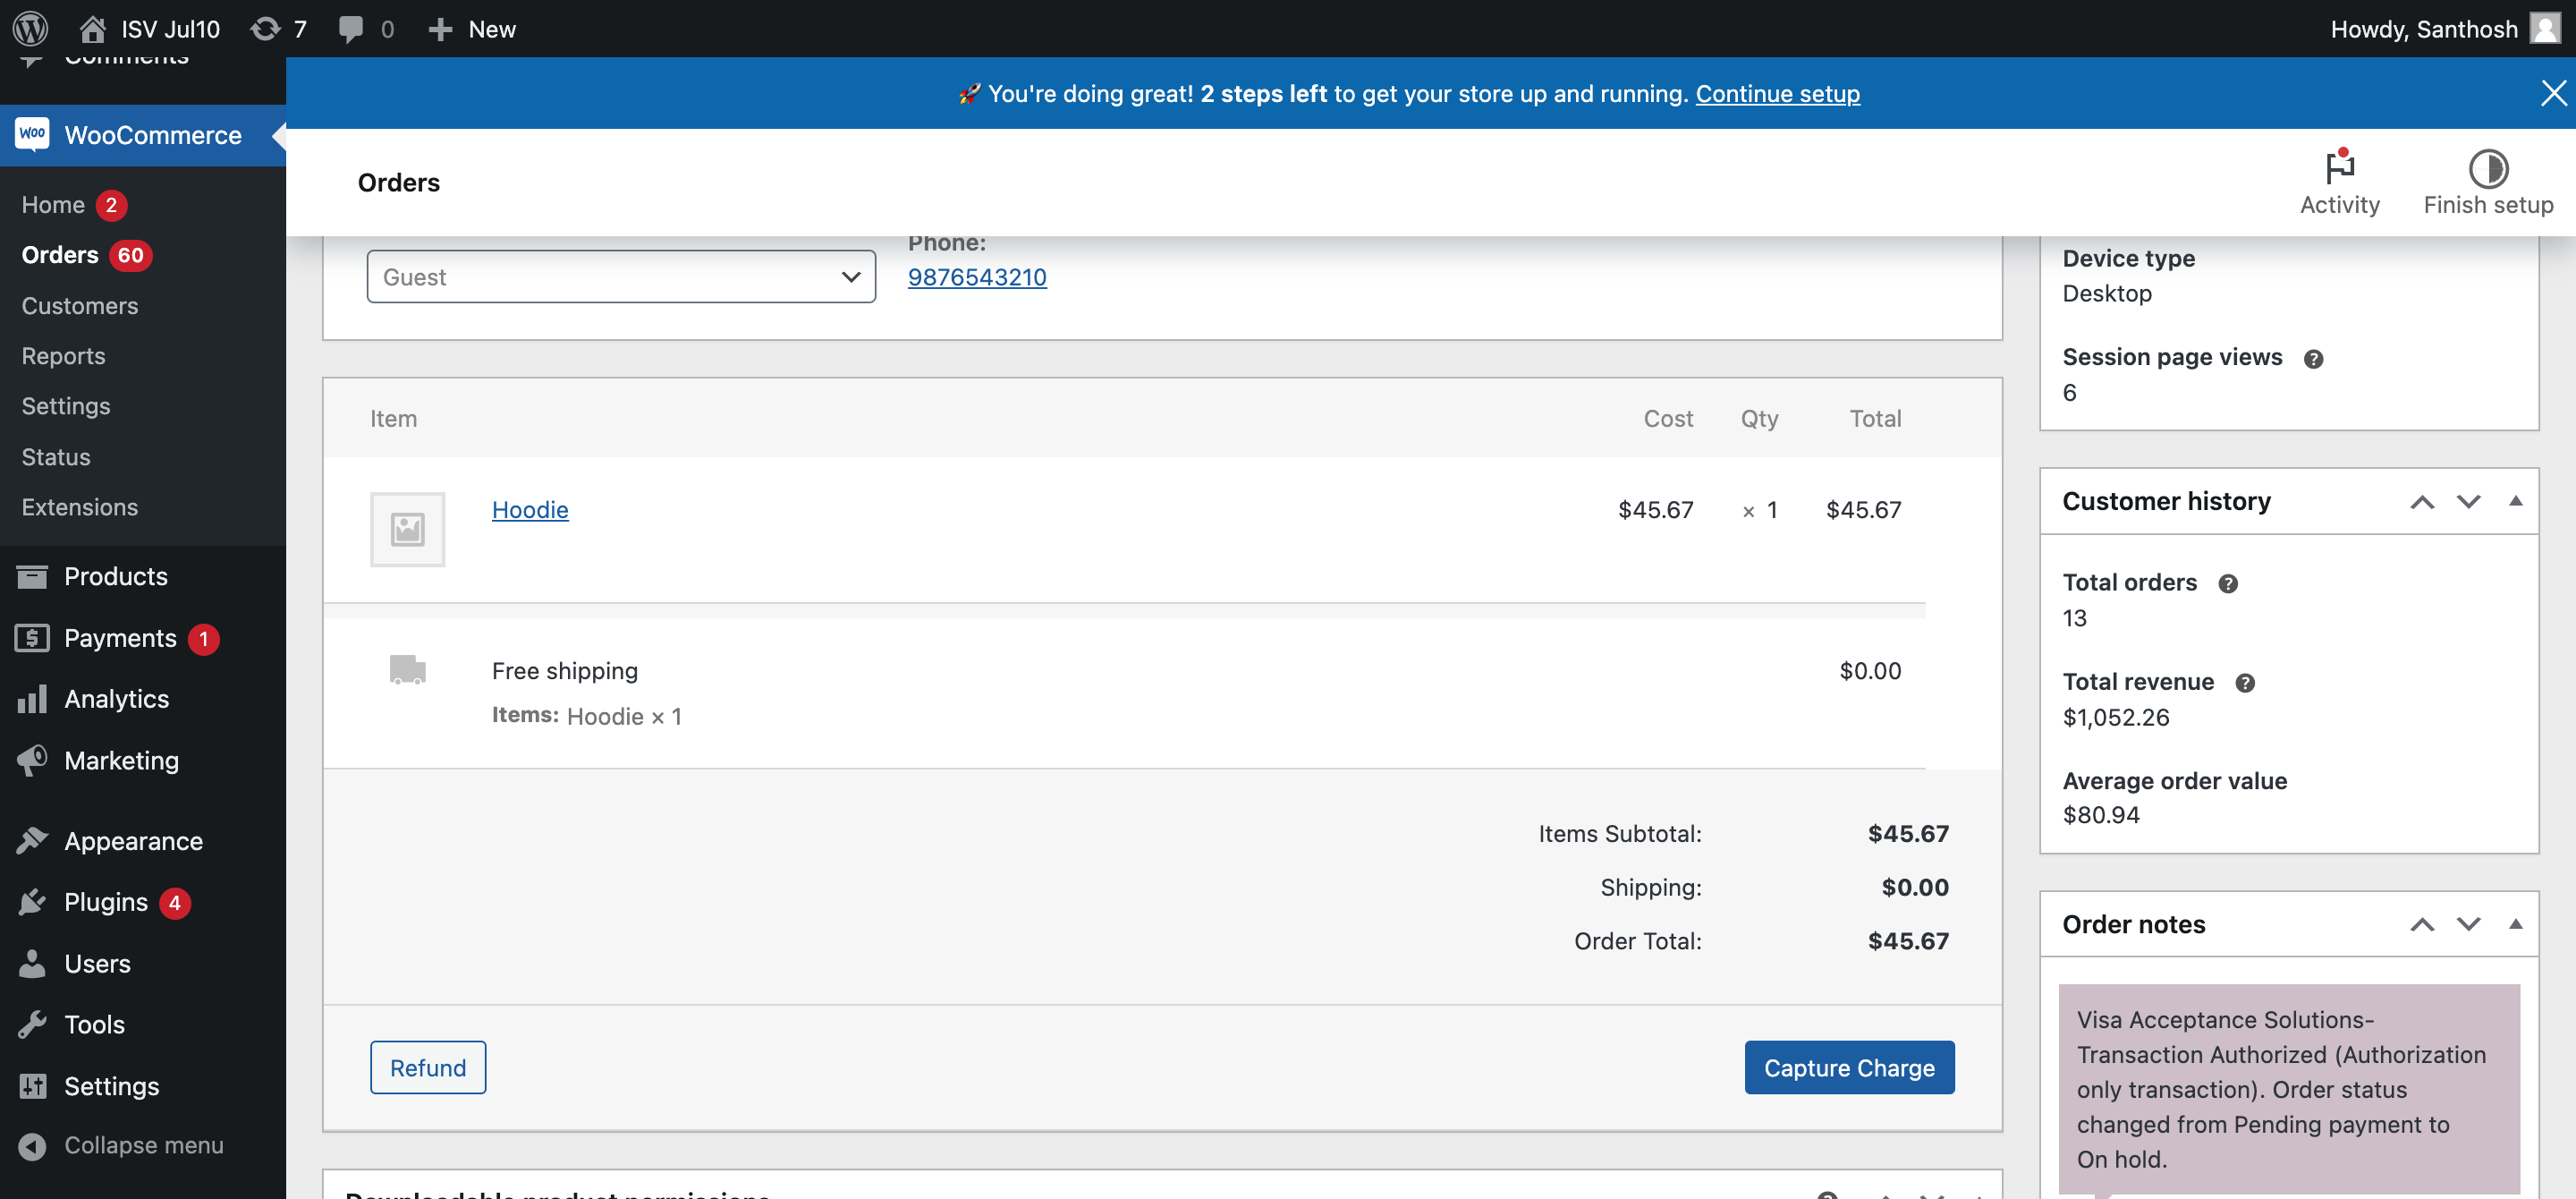 ISV Jul10
7
0
New
Howdy, Santhosh
Comments
WooCommerce
Home 2
Orders 60
Customers
Reports
Settings
Status
Extensions
Products
Payments 1
Analytics
Marketing
Appearance
Plugins 4
Users
Tools
Settings
Collapse menu
🚀 You're doing great! 2 steps left to get your store up and running. Continue setup
Orders
Activity
Finish setup
Guest
Phone:
9876543210
Item Cost Qty Total
Hoodie $45.67 × 1 $45.67
Free shipping $0.00
Items: Hoodie × 1
Items Subtotal: $45.67
Shipping: $0.00
Order Total: $45.67
Refund
Capture Charge
Downloadable product permissions
Device type
Desktop
Session page views
6
Customer history
Total orders
13
Total revenue
$1,052.26
Average order value
$80.94
Order notes
Visa Acceptance Solutions-
Transaction Authorized (Authorization
only transaction). Order status
changed from Pending payment to
On hold.